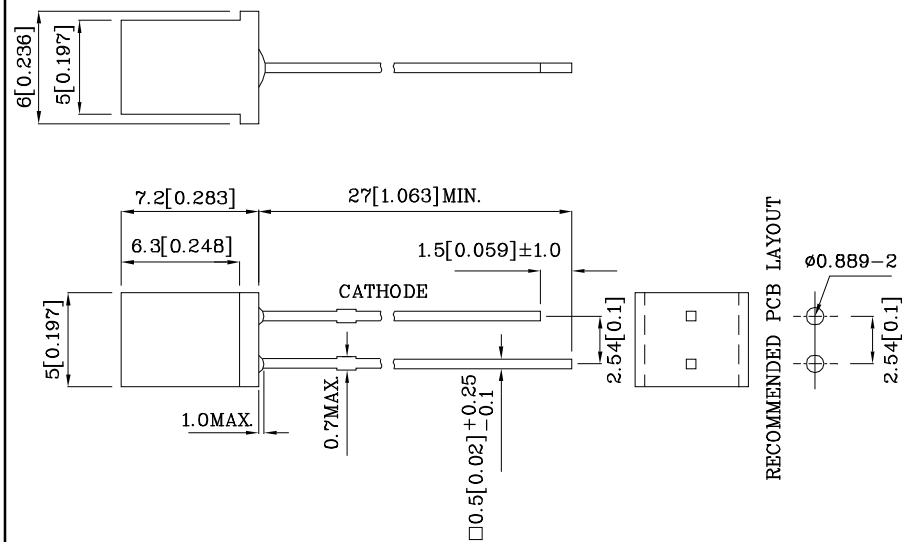 6[0.236]
5[0.197]
7.2[0.283]
27[1.063]MIN.
6.3[0.248]
1.5[0.059]±1.0
CATHODE
5[0.197]
1.0MAX.
0.7MAX.
□0.5[0.02]+0.25
-0.1
2.54[0.1]
RECOMMENDED PCB LAYOUT
ø0.889-2
2.54[0.1]